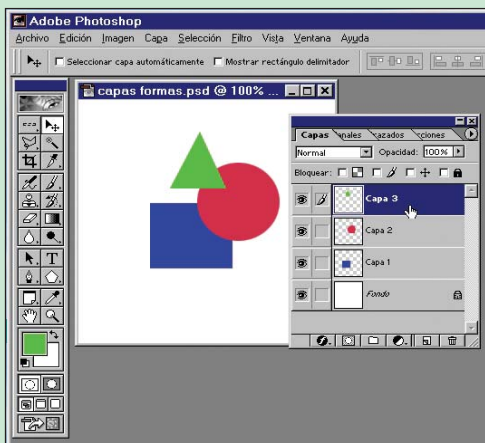 Adobe Photoshop
Archivo Edición Imagen Capa Selección Filtro Vista Ventana Ayuda
Seleccionar capa automáticamente Mostrar rectángulo delimitador
capas formas.psd @ 100% ...
Capas
Normal Opacidad: 100%
Bloquear:
Capa 3
Capa 2
Capa 1
Fondo
T